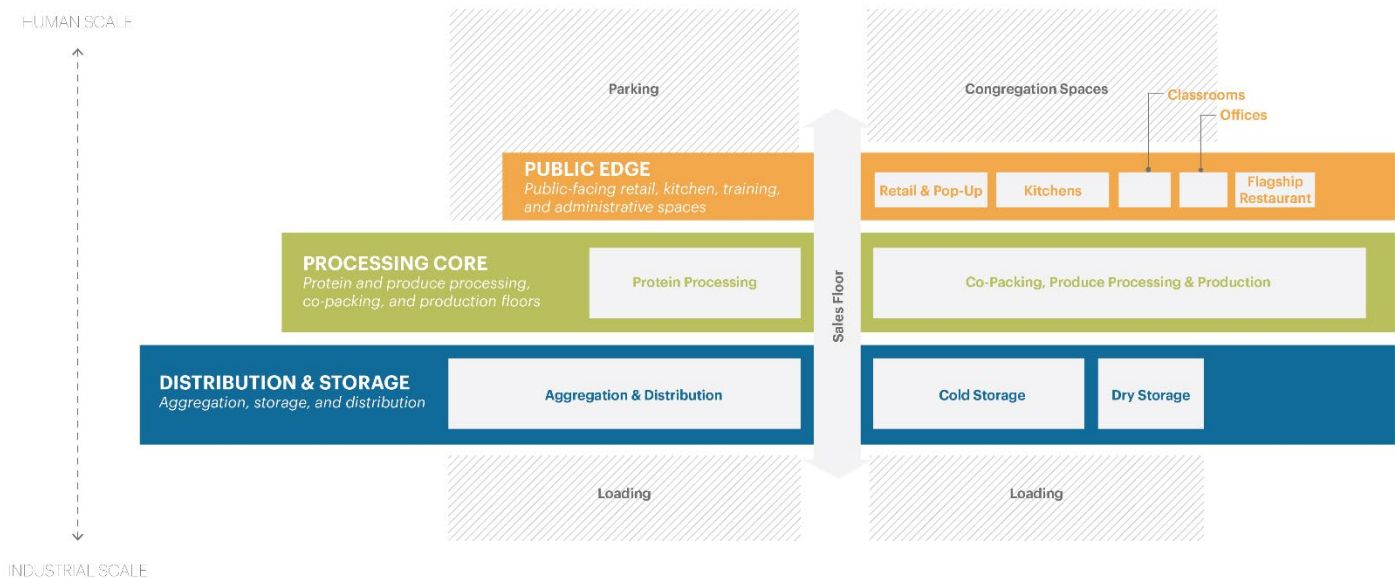 HUMAN SCALE
Parking
Congregation Spaces
Classrooms
Offices
PUBLIC EDGE
Public-facing retail, kitchen, training,
and administrative spaces
Retail & Pop-Up
Kitchens
Flagship
Restaurant
PROCESSING CORE
Protein and produce processing,
co-packing, and production floors
Protein Processing
Sales Floor
Co-Packing, Produce Processing & Production
DISTRIBUTION & STORAGE
Aggregation, storage, and distribution
Aggregation & Distribution
Cold Storage
Dry Storage
Loading
Loading
INDUSTRIAL SCALE